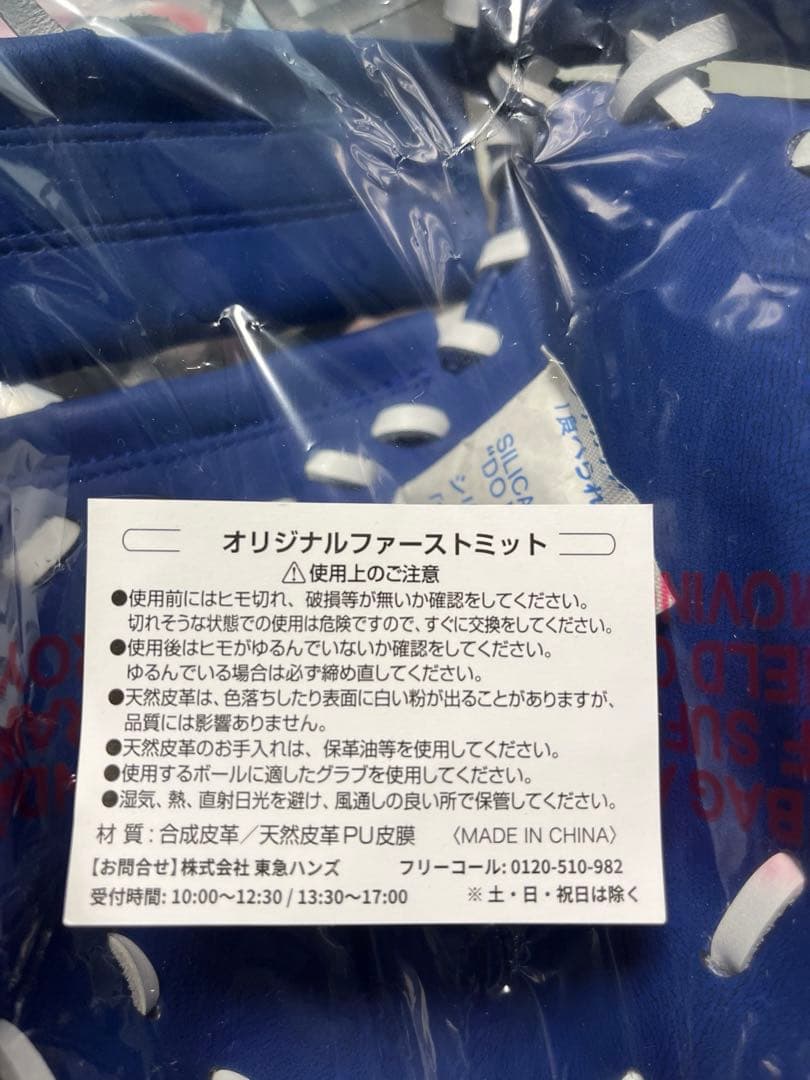 SILICA
"DO
シリ
「食べられ
オリジナルファーストミット
⚠使用上のご注意
●使用前にはヒモ切れ、破損等が無いか確認をしてください。
切れそうな状態での使用は危険ですので、すぐに交換をしてください。
●使用後はヒモがゆるんでいないか確認をしてください。
ゆるんでいる場合は必ず締め直してください。
●天然皮革は、色落ちしたり表面に白い粉が出ることがありますが、
品質には影響ありません。
●天然皮革のお手入れは、保革油等を使用してください。
●使用するボールに適したグラブを使用してください。
●湿気、熱、直射日光を避け、風通しの良い所で保管してください。
材 質 : 合成皮革／天然皮革PU皮膜 〈MADE IN CHINA〉
【お問合せ】株式会社 東急ハンズ フリーコール: 0120-510-982
受付時間: 10:00〜12:30 / 13:30〜17:00 ※ 土・日・祝日は除く
BAG
SUF
ELD
MOVIN